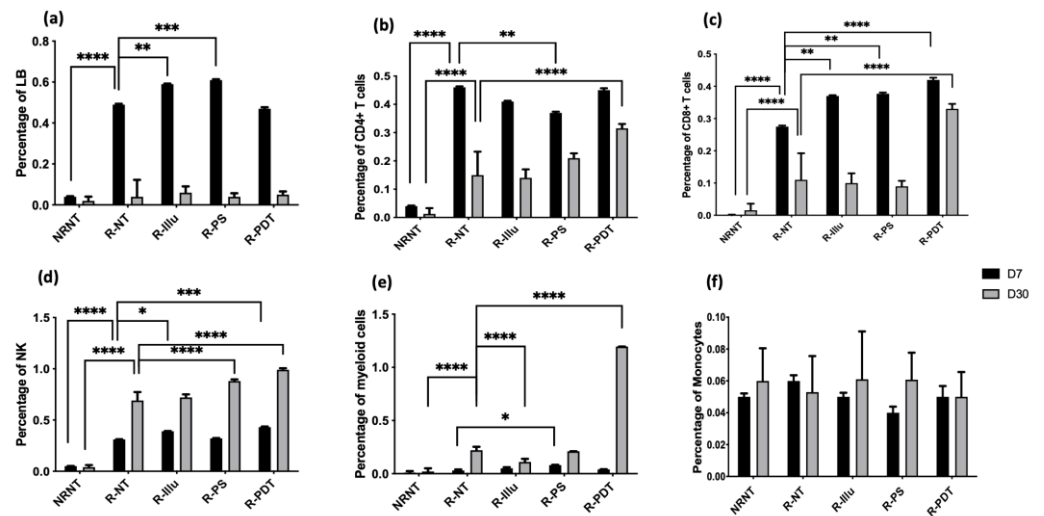 (a)
Percentage of LB
0.8
0.6
0.4
0.2
0.0
****
**
***
NRNT
R-NT
R-Illu
R-PS
R-PDT
(b)
Percentage of CD4+ T cells
0.5
0.4
0.3
0.2
0.1
0.0
****
**
****
****
NRNT
R-NT
R-Illu
R-PS
R-PDT
(c)
Percentage of CD8+ T cells
0.5
0.4
0.3
0.2
0.1
0.0
****
**
**
****
****
****
NRNT
R-NT
R-Illu
R-PS
R-PDT
(d)
Percentage of NK
1.5
1.0
0.5
0.0
***
****
*
****
****
****
NRNT
R-NT
R-Illu
R-PS
R-PDT
(e)
Percentage of myeloid cells
1.5
1.0
0.5
0.0
****
****
****
*
NRNT
R-NT
R-Illu
R-PS
R-PDT
(f)
Percentage of Monocytes
0.10
0.08
0.06
0.04
0.02
0.00
NRNT
R-NT
R-Illu
R-PS
R-PDT
D7
D30